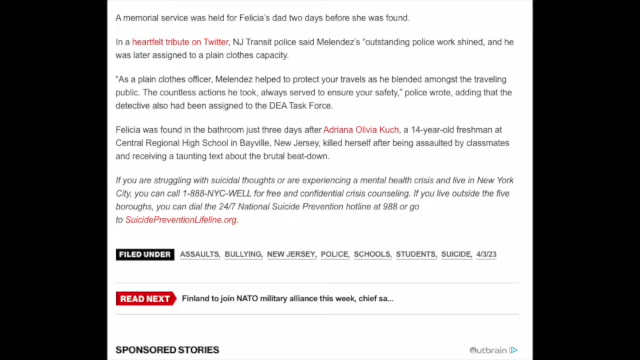 A memorial service was held for Felicia's dad two days before she was found.
In a heartfelt tribute on Twitter, NJ Transit police said Melendez's "outstanding police work shined, and he
was later assigned to a plain clothes capacity.
"As a plain clothes officer, Melendez helped to protect your travels as he blended amongst the traveling
public. The countless actions he took, always served to ensure your safety," police wrote, adding that the
detective also had been assigned to the DEA Task Force.
Felicia was found in the bathroom just three days after Adriana Olivia Kuch, a 14-year-old freshman at
Central Regional High School in Bayville, New Jersey, killed herself after being assaulted by classmates
and receiving a taunting text about the brutal beat-down.
If you are struggling with suicidal thoughts or are experiencing a mental health crisis and live in New York
City, you can call 1-888-NYC-WELL for free and confidential crisis counseling. If you live outside the five
boroughs, you can dial the 24/7 National Suicide Prevention hotline at 988 or go
to SuicidePreventionLifeline.org.
FILED UNDER ASSAULTS, BULLYING, NEW JERSEY, POLICE, SCHOOLS, STUDENTS, SUICIDE, 4/3/23
READ NEXT Finland to join NATO military alliance this week, chief sa...
SPONSORED STORIES Outbrain